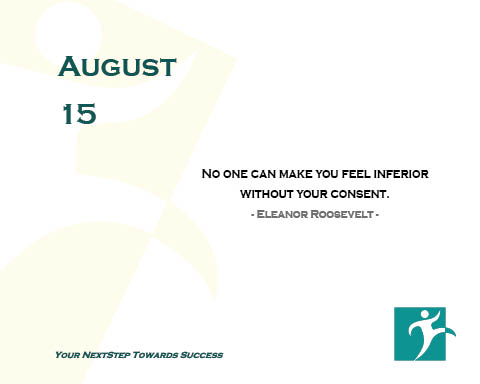 August
15
No one can make you feel inferior
without your consent.
- Eleanor Roosevelt -
Your NextStep Towards Success